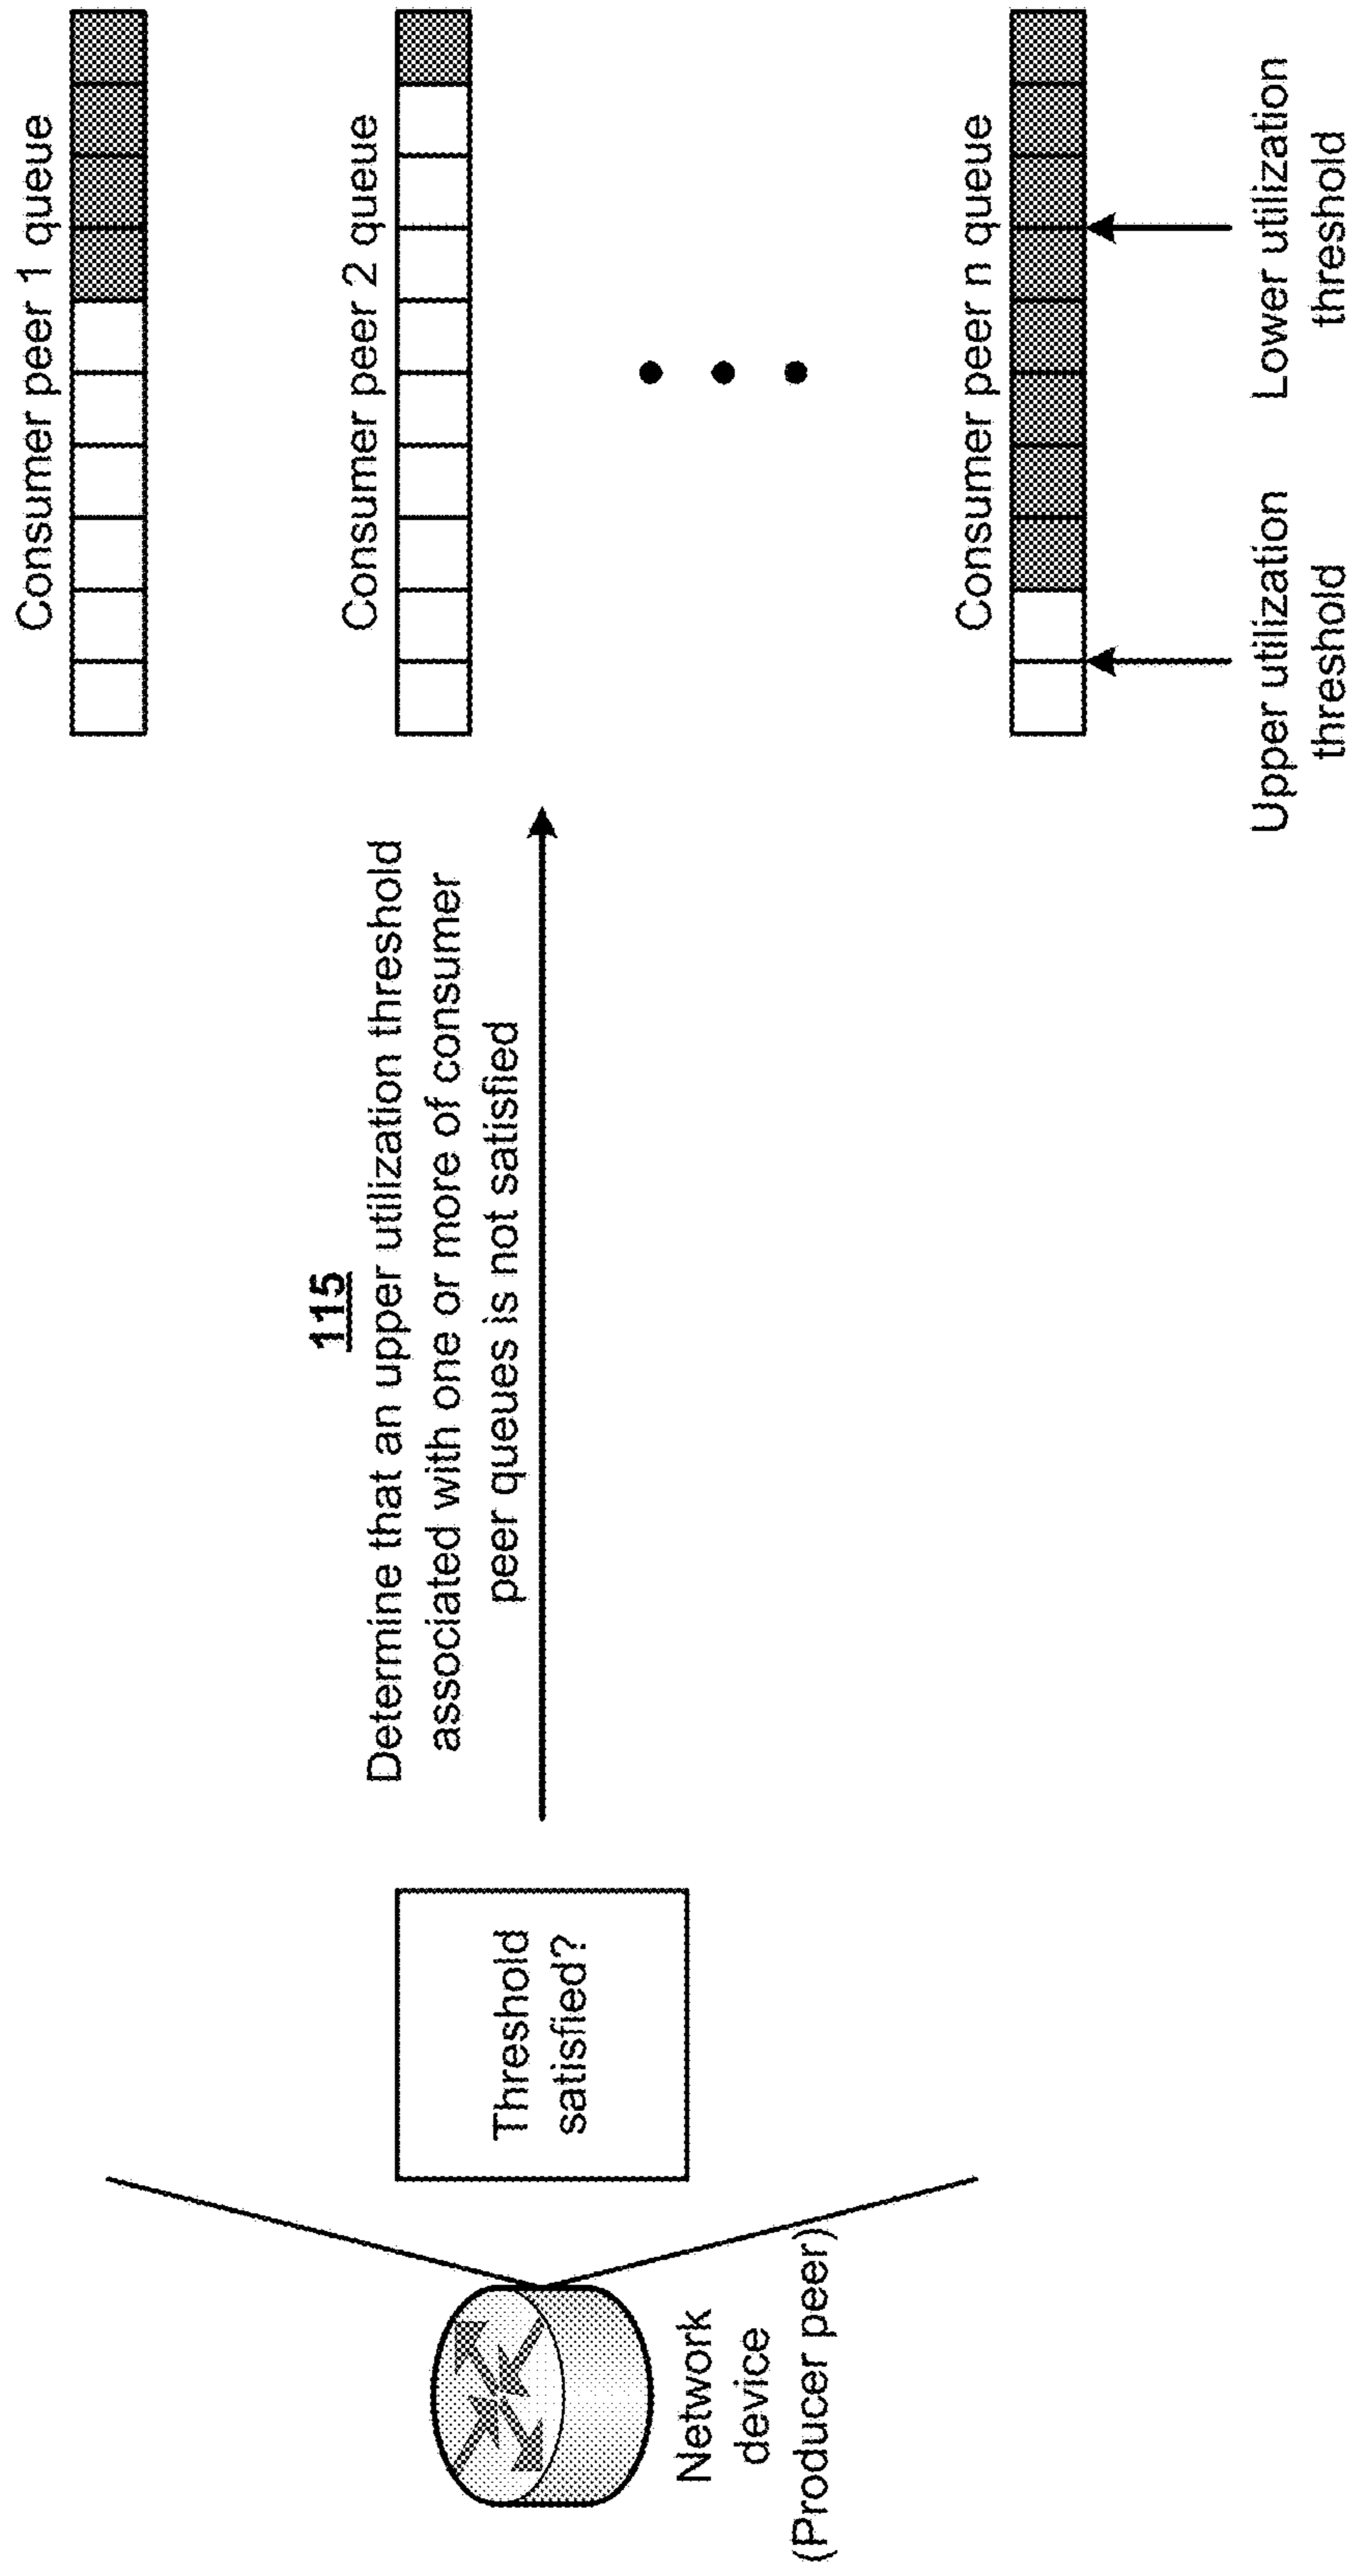 115
Determine that an upper utilization threshold
associated with one or more of consumer
peer queues is not satisfied
Threshold
satisfied?
Network
device
(Producer peer)
Consumer peer 1 queue
Consumer peer 2 queue
Consumer peer n queue
Upper utilization
threshold
Lower utilization
threshold